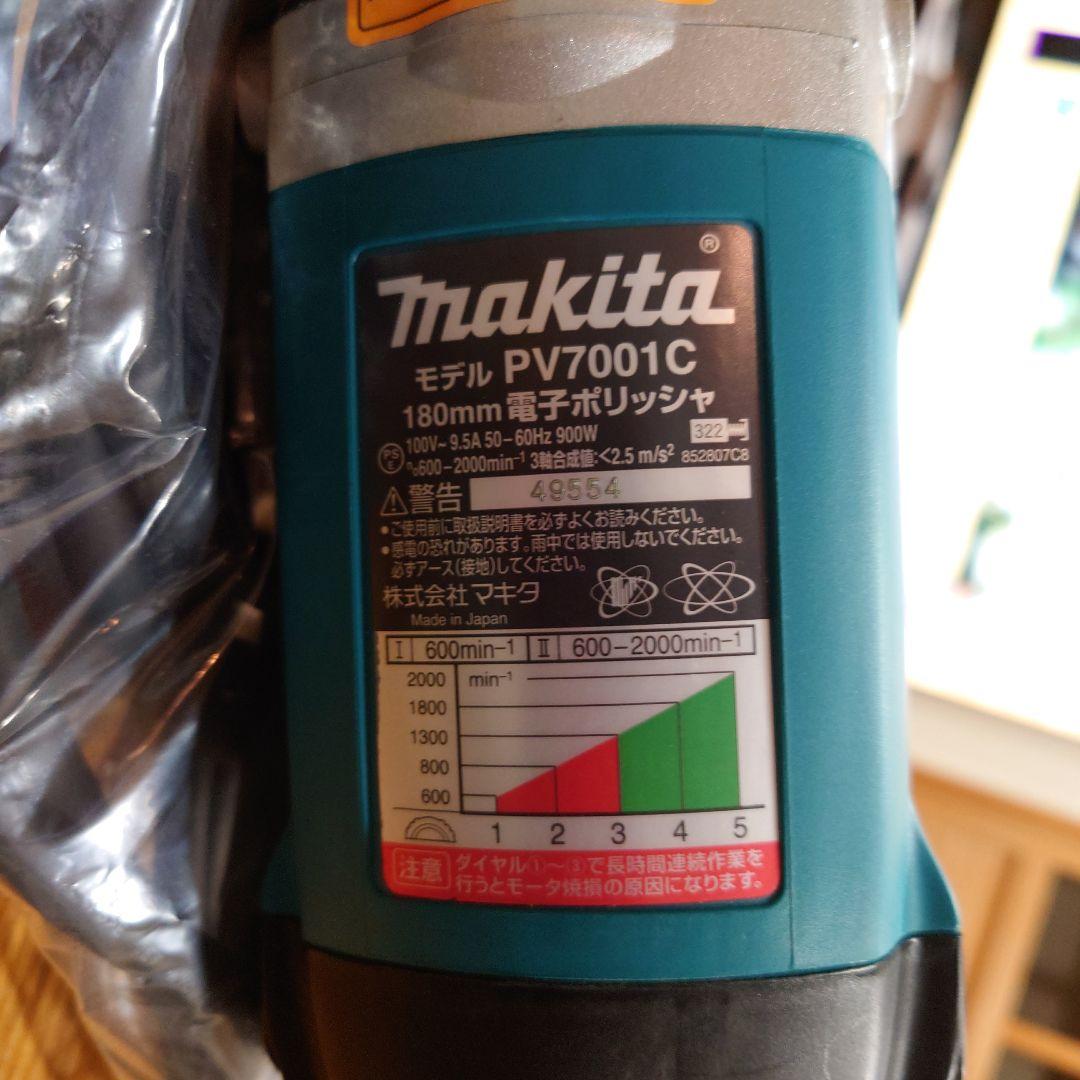 makita®
モデル PV7001C
180mm 電子ポリッシャ
PS E 100V~ 9.5A 50-60Hz 900W 322
n₀600-2000min⁻¹ 3軸合成値:<2.5 m/s² 852807C8
⚠警告 49554
•ご使用前に取扱説明書を必ずよくお読みください。
•感電の恐れがあります。雨中では使用しないでください。
必ずアース(接地)してください。
株式会社マキタ
Made in Japan
I 600min-1 II 600-2000min-1
2000 min-1
1800
1300
800
600
1 2 3 4 5
注意 ダイヤル①~③で長時間連続作業を
行うとモータ焼損の原因になります。